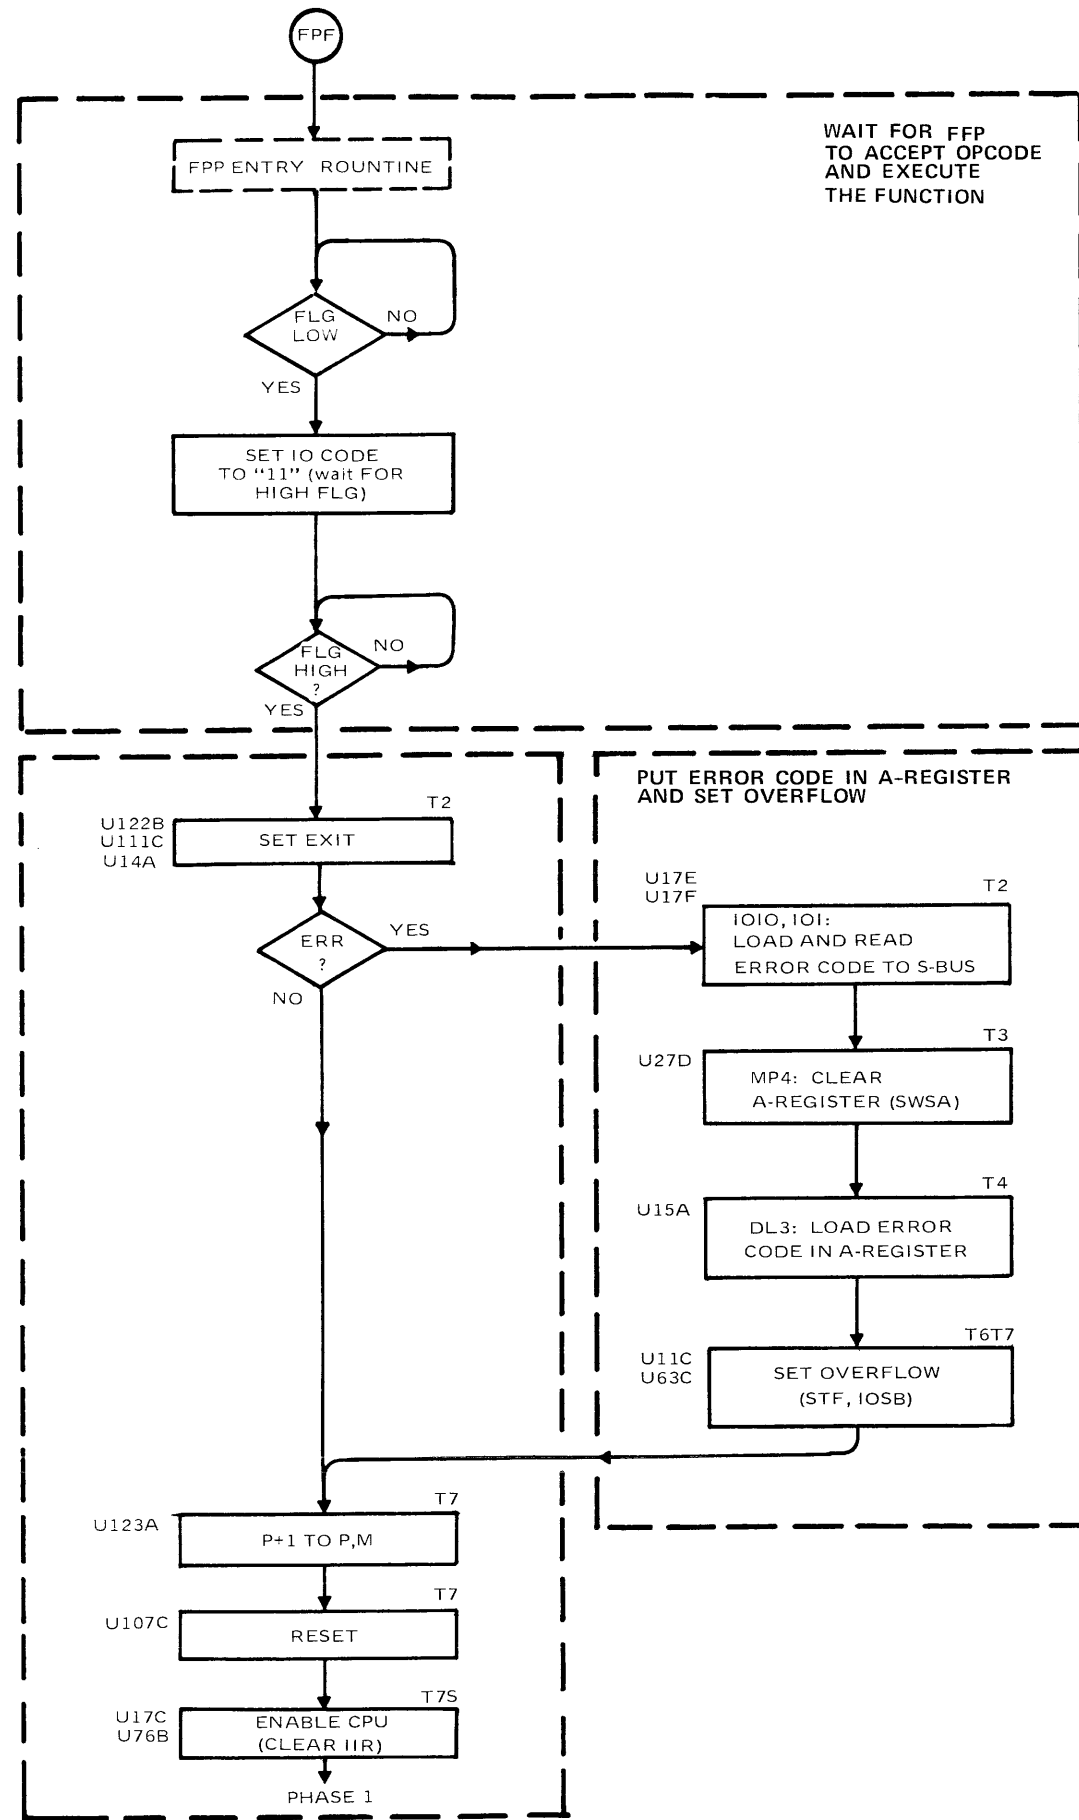 FPF
WAIT FOR FFP
TO ACCEPT OPCODE
AND EXECUTE
THE FUNCTION
FPP ENTRY ROUNTINE
FLG
LOW
NO
YES
SET IO CODE
TO "11" (wait FOR
HIGH FLG)
FLG
HIGH
?
NO
YES
T2
U122B
U111C
U14A
SET EXIT
ERR
?
YES
NO
PUT ERROR CODE IN A-REGISTER
AND SET OVERFLOW
U17E
U17F
T2
IOIO, IOI:
LOAD AND READ
ERROR CODE TO S-BUS
T3
U27D
MP4: CLEAR
A-REGISTER (SWSA)
T4
U15A
DL3: LOAD ERROR
CODE IN A-REGISTER
T6T7
U11C
U63C
SET OVERFLOW
(STF, IOSB)
T7
U123A
P+1 TO P,M
T7
U107C
RESET
T7S
U17C
U76B
ENABLE CPU
(CLEAR IIR)
PHASE 1